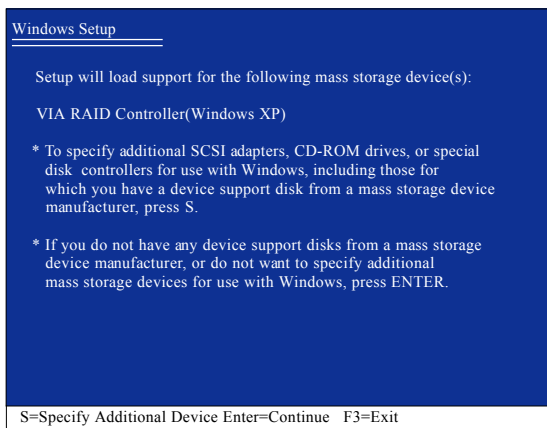 Windows Setup
Setup will load support for the following mass storage device(s):
VIA RAID Controller(Windows XP)
* To specify additional SCSI adapters, CD-ROM drives, or special
disk controllers for use with Windows, including those for
which you have a device support disk from a mass storage device
manufacturer, press S.
* If you do not have any device support disks from a mass storage
device manufacturer, or do not want to specify additional
mass storage devices for use with Windows, press ENTER.
S=Specify Additional Device Enter=Continue F3=Exit